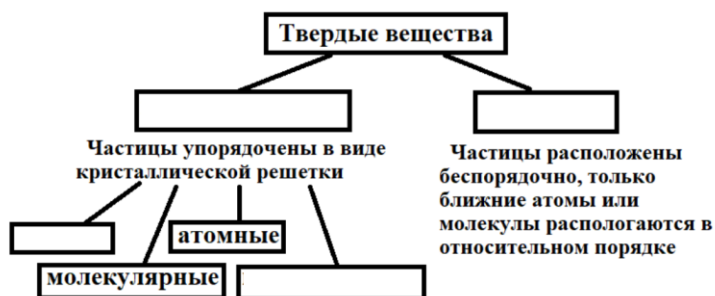 Твердые вещества
Частицы упорядочены в виде
кристаллической решетки
Частицы расположены
беспорядочно, только
ближние атомы или
молекулы распологаются в
относительном порядке
атомные
молекулярные